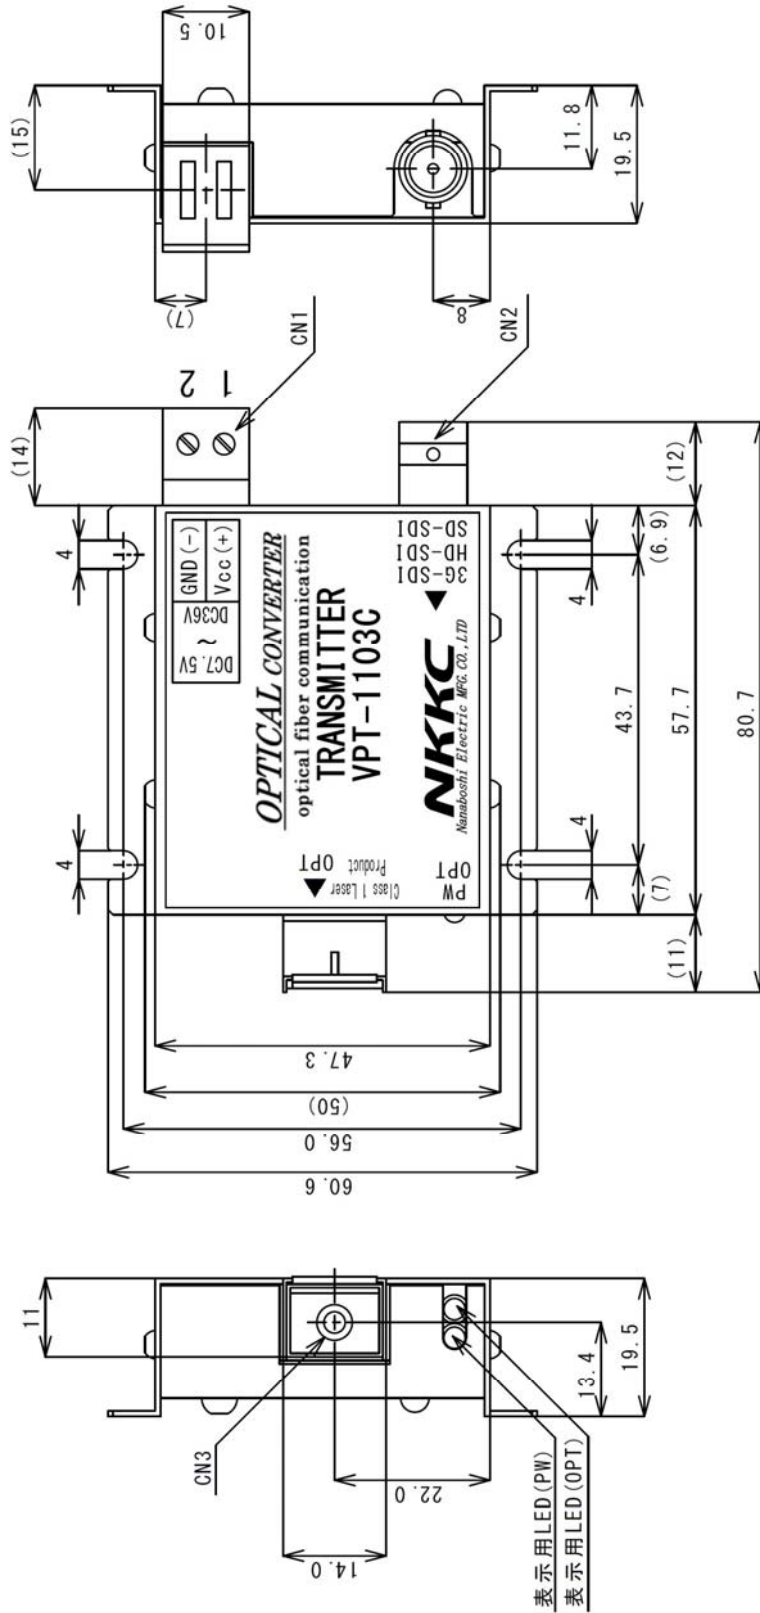 10.5
(15)
11.8
19.5
(7)
8
CN1
CN2
1 2
(14)
(12)
4
4
(6.9)
GND(-)
Vcc(+)
DC7.5V
～
DC36V
OPTICAL CONVERTER
optical fiber communication
TRANSMITTER
VPT-1103C
3G-SDI
HD-SDI
SD-SDI
NKKC
Nanaboshi Electric MFG.CO.,LTD
OPT
Class 1 Laser
Product
PW
OPT
43.7
57.7
80.7
4
4
(7)
(11)
47.3
(50)
56.0
60.6
11
13.4
19.5
CN3
22.0
14.0
表示用LED(PW)
表示用LED(OPT)